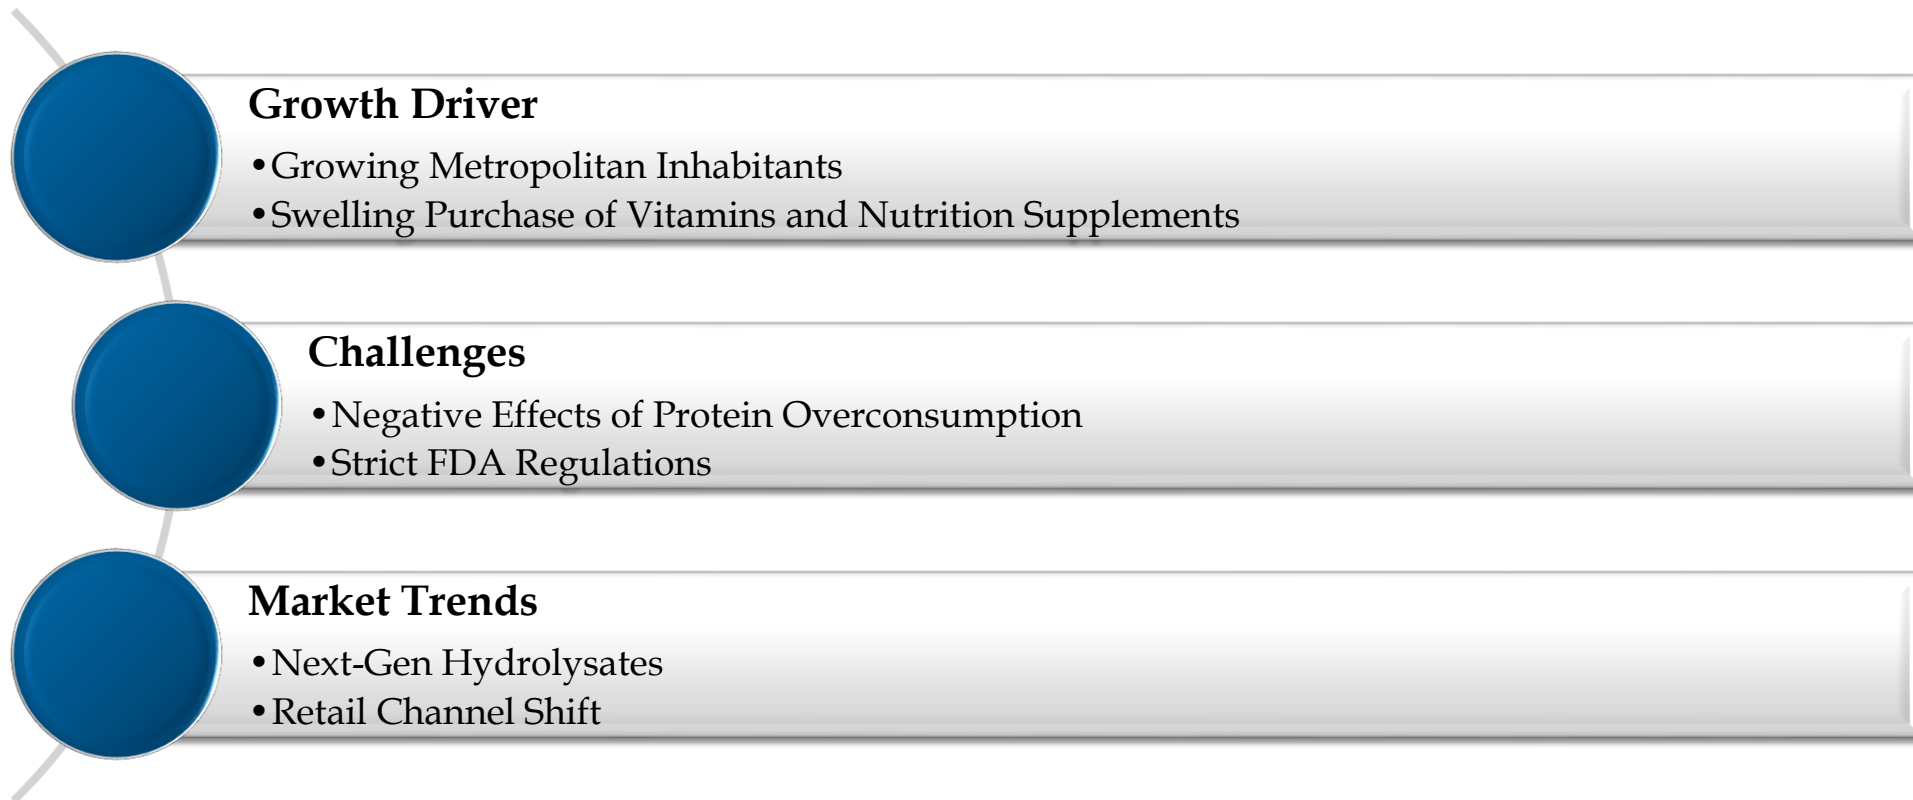 Growth Driver
•Growing Metropolitan Inhabitants
•Swelling Purchase of Vitamins and Nutrition Supplements
Challenges
•Negative Effects of Protein Overconsumption
•Strict FDA Regulations
Market Trends
•Next-Gen Hydrolysates
•Retail Channel Shift